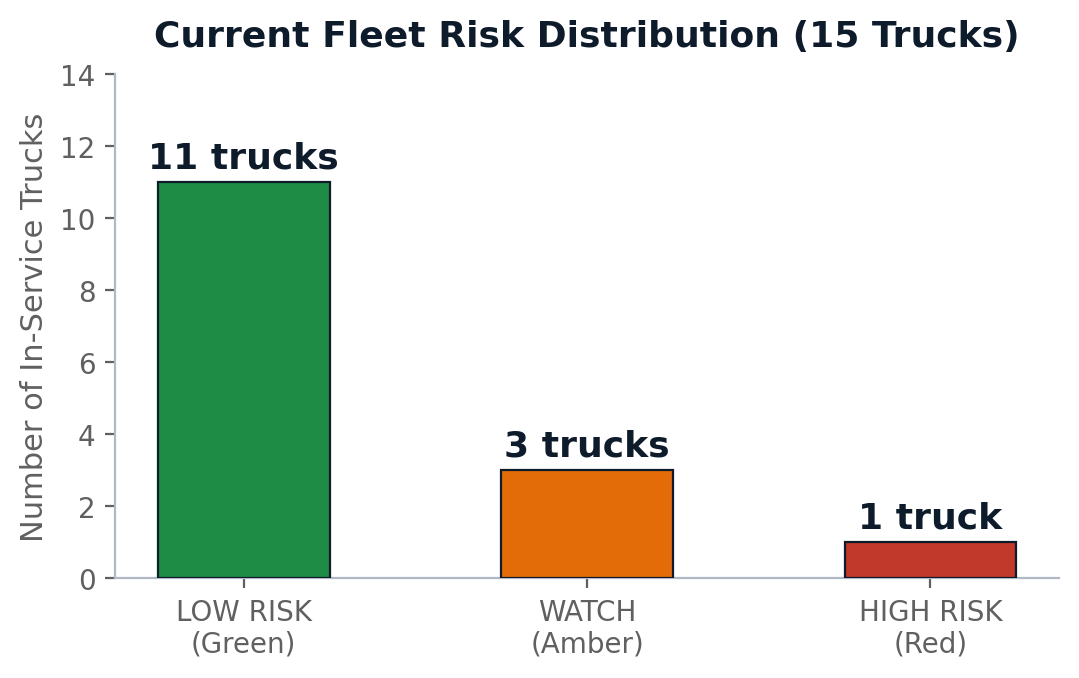 Current Fleet Risk Distribution (15 Trucks)
Number of In-Service Trucks
14
12
10
8
6
4
2
0
11 trucks
3 trucks
1 truck
LOW RISK
(Green)
WATCH
(Amber)
HIGH RISK
(Red)